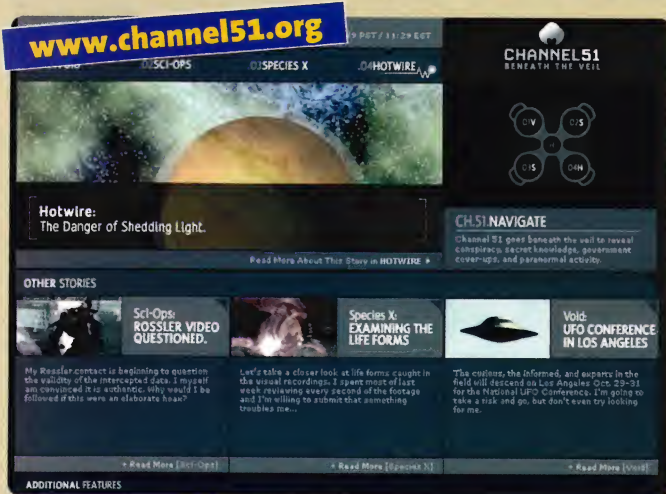 www.channel51.org
9 PST / 11:29 EST
.02SCI-OPS
.03SPECIES X
.04HOTWIRE
CHANNEL51
BENEATH THE VEIL
01V
02S
03S
04H
Hotwire:
The Danger of Shedding Light.
Read More About This Story in HOTWIRE
CH.51.NAVIGATE
Channel 51 goes beneath the veil to reveal
conspiracy, secret knowledge, government
cover-ups, and paranormal activity.
OTHER STORIES
Sci-Ops:
ROSSLER VIDEO
QUESTIONED.
My Rossler contact is beginning to question
the validity of the intercepted data. I myself
am convinced it is authentic. Why would I be
followed if this were an elaborate hoax?
+ Read More [Sci-Ops]
Species X:
EXAMINING THE
LIFE FORMS
Let's take a closer look at life forms caught in
the visual recordings. I spent most of last
week reviewing every second of the footage
and I'm willing to submit that something
troubles me...
+ Read More [Species X]
Void:
UFO CONFERENCE
IN LOS ANGELES
The curious, the informed, and experts in the
field will descend on Los Angeles Oct. 29-31
for the National UFO Conference. I'm going to
take a risk and go, but don't even try looking
for me.
+ Read More [Void]
ADDITIONAL FEATURES